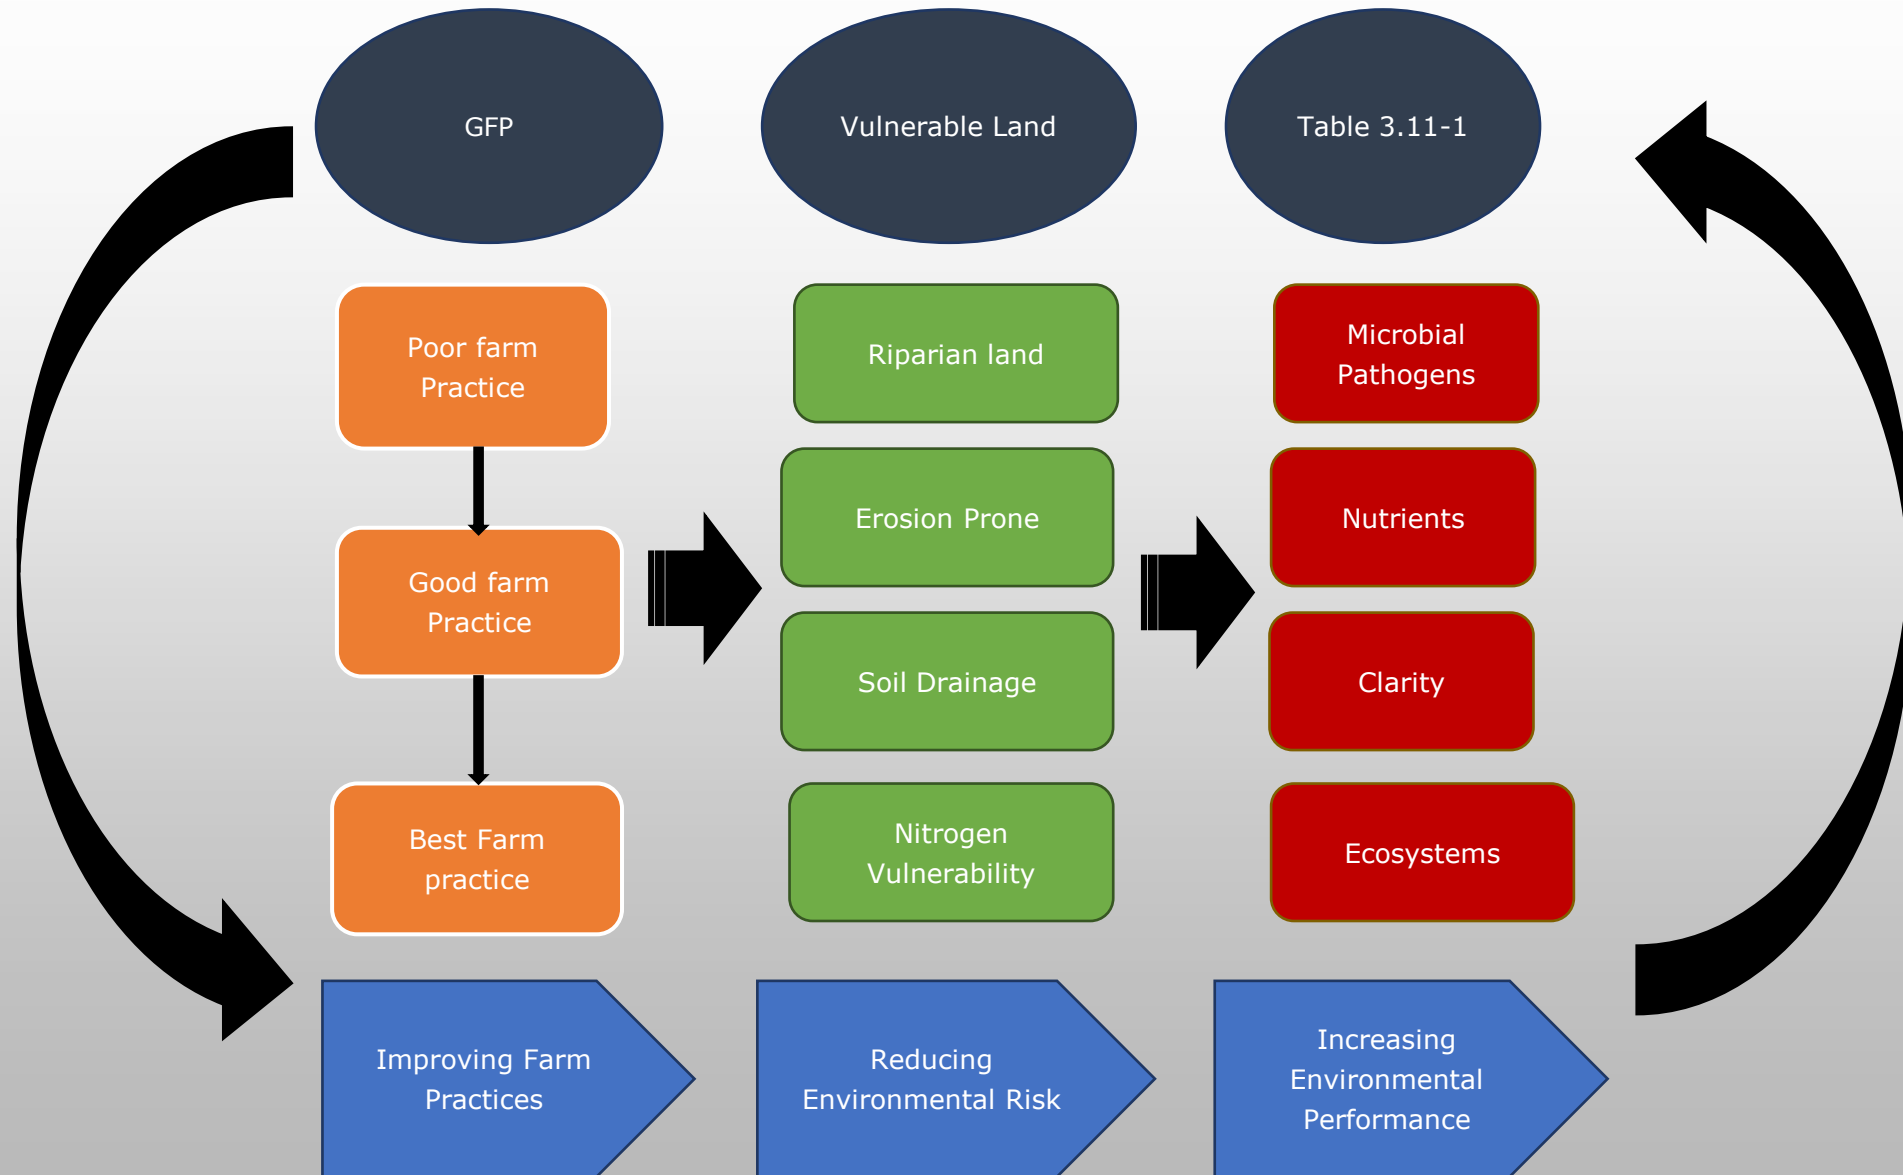 GFP
Vulnerable Land
Table 3.11-1
Poor farm
Practice
Good farm
Practice
Best Farm
practice
Riparian land
Erosion Prone
Soil Drainage
Nitrogen
Vulnerability
Microbial
Pathogens
Nutrients
Clarity
Ecosystems
Improving Farm
Practices
Reducing
Environmental Risk
Increasing
Environmental
Performance